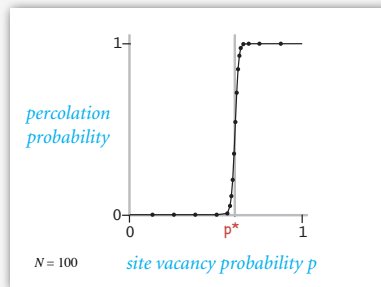 1
percolation
probability
0
0
p*
1
N = 100
site vacancy probability p